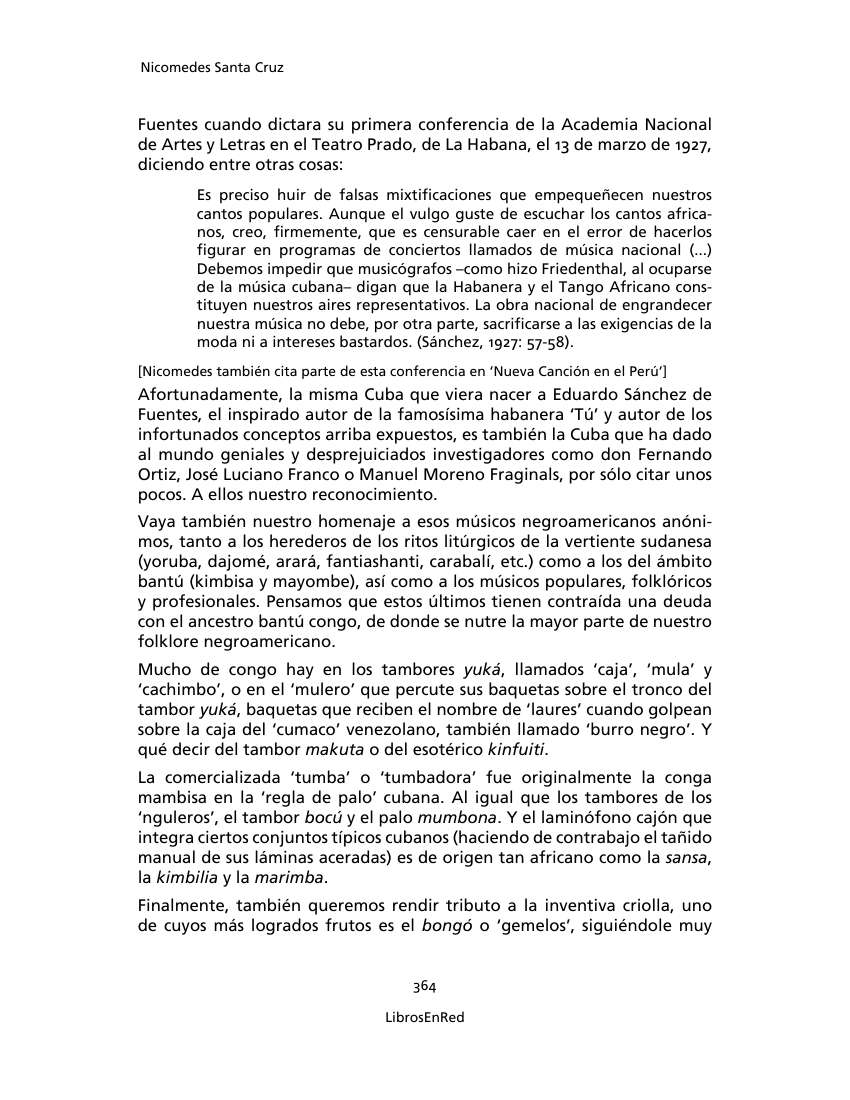 Nicomedes Santa Cruz
Fuentes cuando dictara su primera conferencia de la Academia Nacional
de Artes y Letras en el Teatro Prado, de La Habana, el 13 de marzo de 1927,
diciendo entre otras cosas:
Es preciso huir de falsas mixtificaciones que empequeñecen nuestros
cantos populares. Aunque el vulgo guste de escuchar los cantos africa-
nos, creo, firmemente, que es censurable caer en el error de hacerlos
figurar en programas de conciertos llamados de música nacional (...)
Debemos impedir que musicógrafos –como hizo Friedenthal, al ocuparse
de la música cubana– digan que la Habanera y el Tango Africano cons-
tituyen nuestros aires representativos. La obra nacional de engrandecer
nuestra música no debe, por otra parte, sacrificarse a las exigencias de la
moda ni a intereses bastardos. (Sánchez, 1927: 57-58).
[Nicomedes también cita parte de esta conferencia en ‘Nueva Canción en el Perú’]
Afortunadamente, la misma Cuba que viera nacer a Eduardo Sánchez de
Fuentes, el inspirado autor de la famosísima habanera ‘Tú’ y autor de los
infortunados conceptos arriba expuestos, es también la Cuba que ha dado
al mundo geniales y desprejuiciados investigadores como don Fernando
Ortiz, José Luciano Franco o Manuel Moreno Fraginals, por sólo citar unos
pocos. A ellos nuestro reconocimiento.
Vaya también nuestro homenaje a esos músicos negroamericanos anóni-
mos, tanto a los herederos de los ritos litúrgicos de la vertiente sudanesa
(yoruba, dajomé, arará, fantiashanti, carabalí, etc.) como a los del ámbito
bantú (kimbisa y mayombe), así como a los músicos populares, folklóricos
y profesionales. Pensamos que estos últimos tienen contraída una deuda
con el ancestro bantú congo, de donde se nutre la mayor parte de nuestro
folklore negroamericano.
Mucho de congo hay en los tambores yuká, llamados ‘caja’, ‘mula’ y
‘cachimbo’, o en el ‘mulero’ que percute sus baquetas sobre el tronco del
tambor yuká, baquetas que reciben el nombre de ‘laures’ cuando golpean
sobre la caja del ‘cumaco’ venezolano, también llamado ‘burro negro’. Y
qué decir del tambor makuta o del esotérico kinfuiti.
La comercializada ‘tumba’ o ‘tumbadora’ fue originalmente la conga
mambisa en la ‘regla de palo’ cubana. Al igual que los tambores de los
‘nguleros’, el tambor bocú y el palo mumbona. Y el laminófono cajón que
integra ciertos conjuntos típicos cubanos (haciendo de contrabajo el tañido
manual de sus láminas aceradas) es de origen tan africano como la sansa,
la kimbilia y la marimba.
Finalmente, también queremos rendir tributo a la inventiva criolla, uno
de cuyos más logrados frutos es el bongó o ‘gemelos’, siguiéndole muy
364
LibrosEnRed